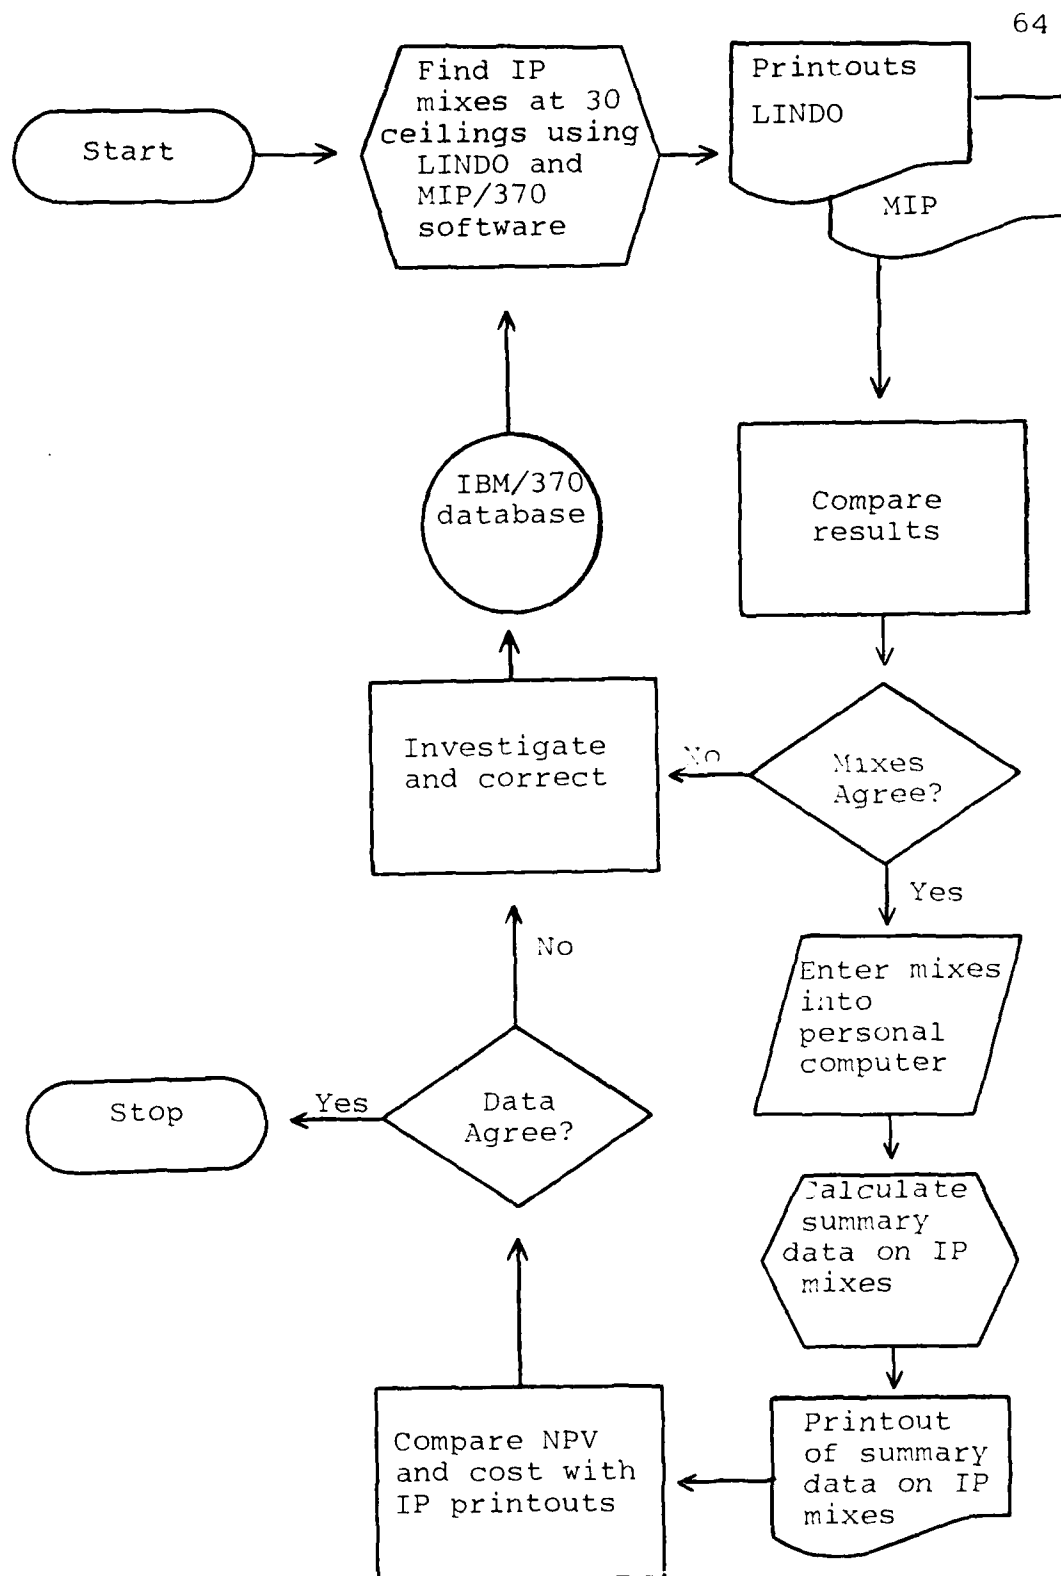 64
Start
Find IP
mixes at 30
ceilings using
LINDO and
MIP/370
software
Printouts
LINDO
MIP
IBM/370
database
Compare
results
Investigate
and correct
No
Mixes
Agree?
Yes
Enter mixes
into
personal
computer
No
Stop
Yes
Data
Agree?
Calculate
summary
data on IP
mixes
Compare NPV
and cost with
IP printouts
Printout
of summary
data on IP
mixes